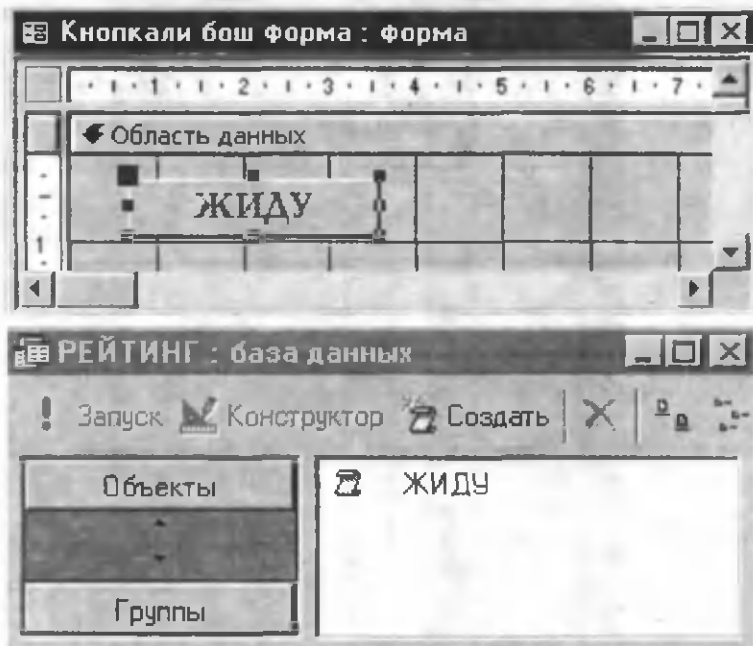 Кнопкали бош форма : форма
1 2 3 4 5 6 7
Область данных
ЖИДУ
1
РЕЙТИНГ : база данных
Запуск Конструктор Создать
Объекты
ЖИДУ
Группы